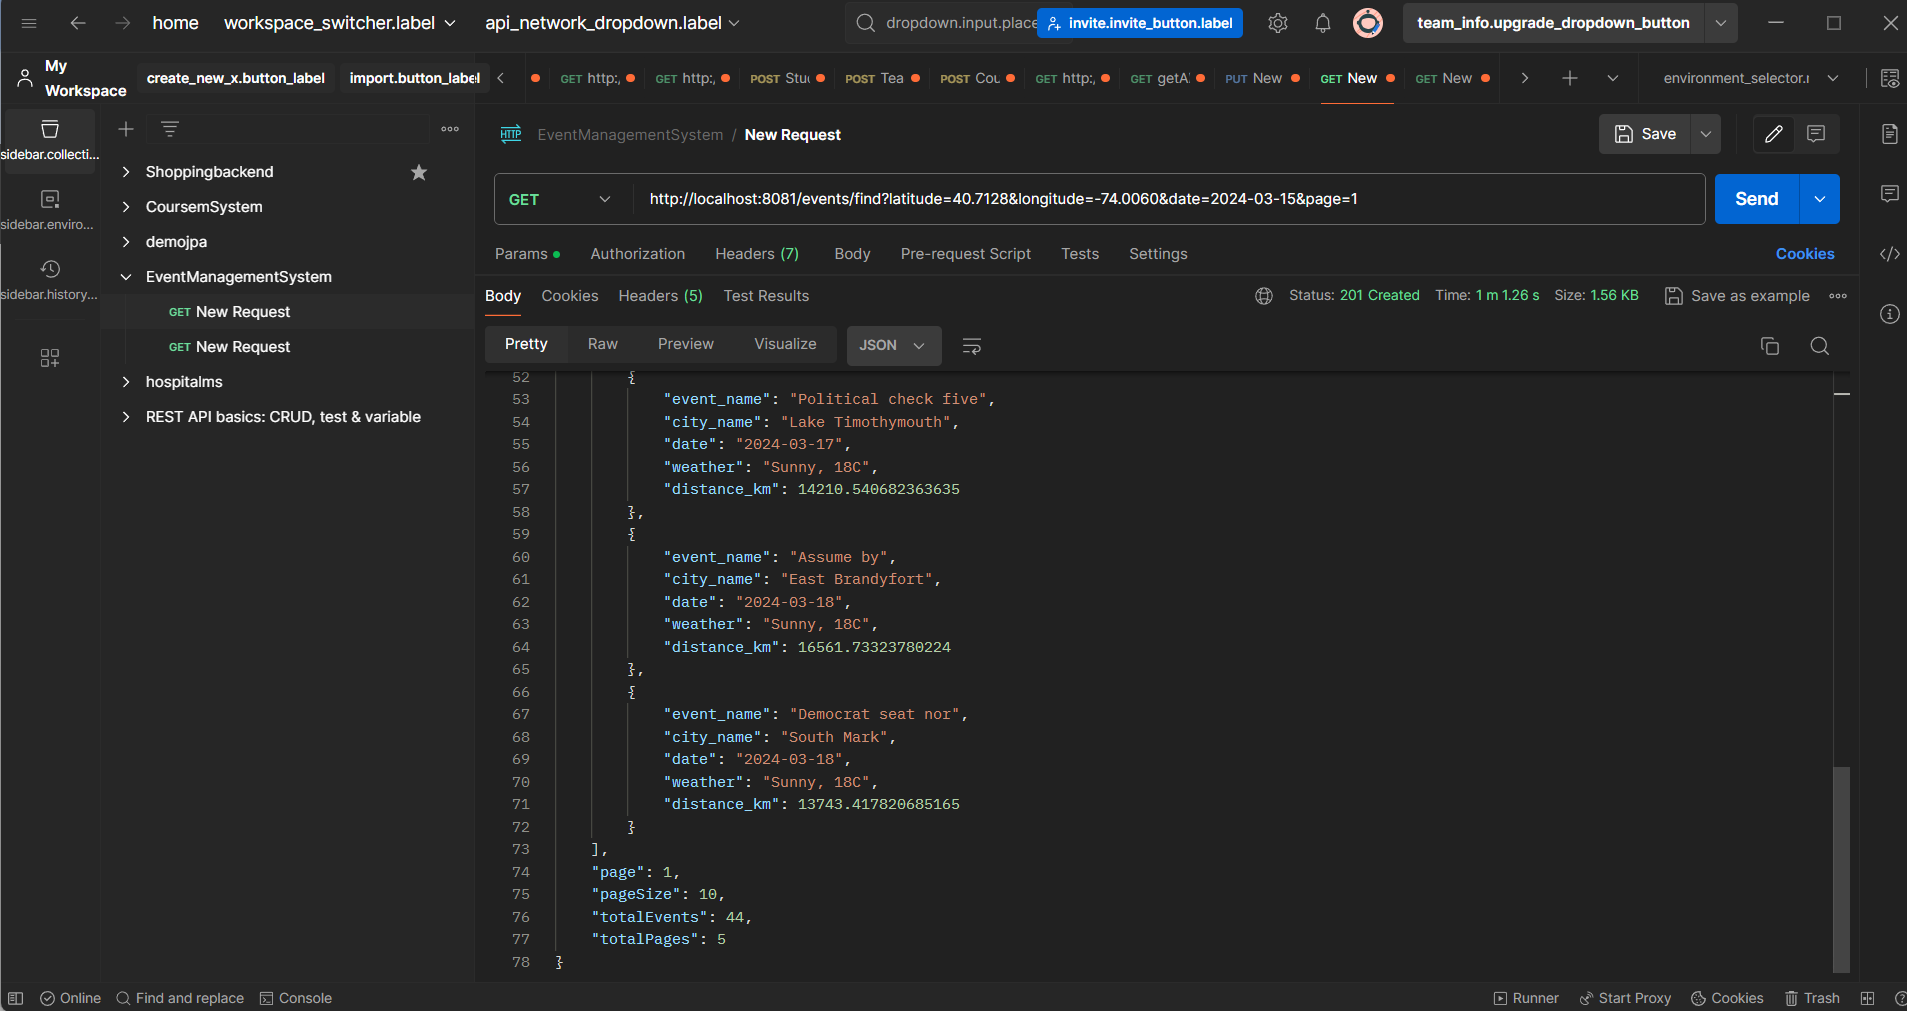 home workspace_switcher.label api_network_dropdown.label dropdown.input.place invite.invite_button.label team_info.upgrade_dropdown_button
My Workspace create_new_x.button_label import.button_label GET http:, GET http:, POST Stu POST Tea POST Cou GET http:, GET getA PUT New GET New GET New environment_selector.r
sidebar.collecti...
sidebar.enviro...
sidebar.history...
Shoppingbackend
CoursemSystem
demojpa
EventManagementSystem
GET New Request
GET New Request
hospitalms
REST API basics: CRUD, test & variable
HTTP EventManagementSystem / New Request Save
GET http://localhost:8081/events/find?latitude=40.7128&longitude=-74.0060&date=2024-03-15&page=1 Send
Params Authorization Headers (7) Body Pre-request Script Tests Settings Cookies
Body Cookies Headers (5) Test Results Status: 201 Created Time: 1 m 1.26 s Size: 1.56 KB Save as example
Pretty Raw Preview Visualize JSON
52 {
53 "event_name": "Political check five",
54 "city_name": "Lake Timothymouth",
55 "date": "2024-03-17",
56 "weather": "Sunny, 18C",
57 "distance_km": 14210.540682363635
58 },
59 {
60 "event_name": "Assume by",
61 "city_name": "East Brandyfort",
62 "date": "2024-03-18",
63 "weather": "Sunny, 18C",
64 "distance_km": 16561.73323780224
65 },
66 {
67 "event_name": "Democrat seat nor",
68 "city_name": "South Mark",
69 "date": "2024-03-18",
70 "weather": "Sunny, 18C",
71 "distance_km": 13743.417820685165
72 }
73 ],
74 "page": 1,
75 "pageSize": 10,
76 "totalEvents": 44,
77 "totalPages": 5
78 }
Online Find and replace Console Runner Start Proxy Cookies Trash